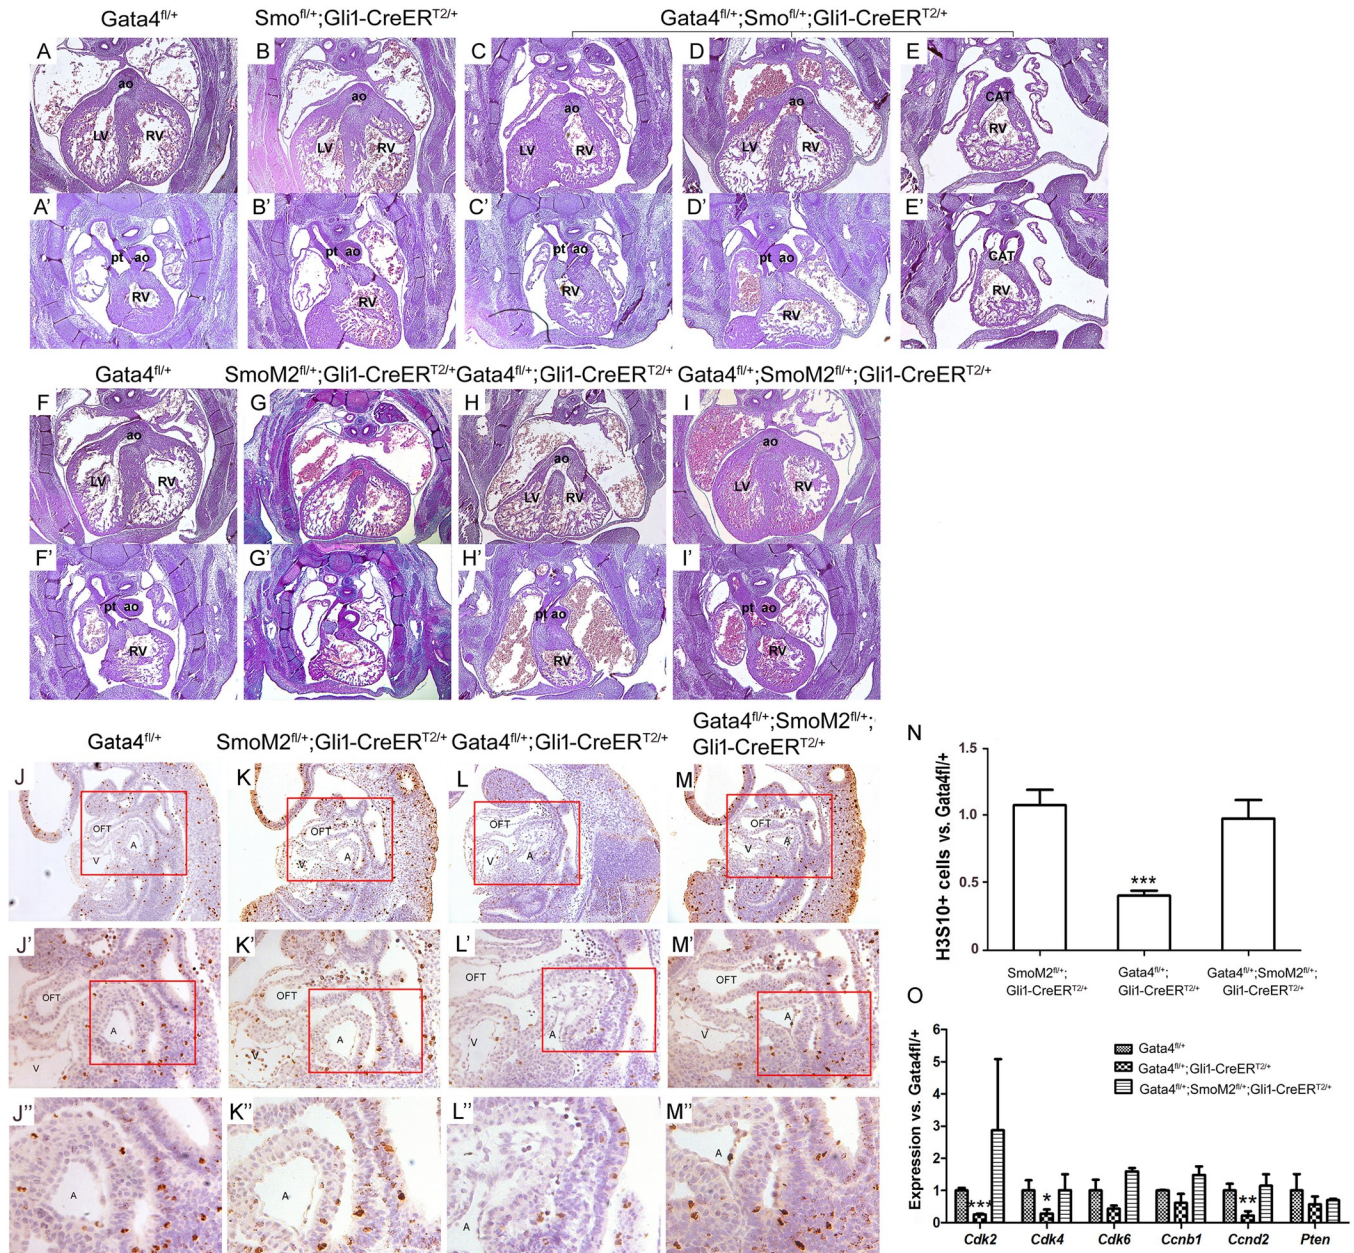 Gata4fl/+ Smofl/+;Gli1-CreERT2/+ Gata4fl/+;Smofl/+;Gli1-CreERT2/+
A B C D E
ao ao ao ao CAT
LV RV LV RV LV RV LV RV RV
A' B' C' D' E'
pt ao pt ao pt ao pt ao CAT
RV RV RV RV RV
Gata4fl/+ SmoM2fl/+;Gli1-CreERT2/+ Gata4fl/+;Gli1-CreERT2/+ Gata4fl/+;SmoM2fl/+;Gli1-CreERT2/+
F G H I
ao ao ao
LV RV LV RV LV RV
F' G' H' I'
pt ao pt ao pt ao
RV RV RV
Gata4fl/+ SmoM2fl/+;Gli1-CreERT2/+ Gata4fl/+;Gli1-CreERT2/+ Gata4fl/+;SmoM2fl/+;
Gli1-CreERT2/+
J K L M
OFT OFT OFT OFT
V A V A V A V A
J' K' L' M'
OFT OFT OFT OFT
A A A A
V V V V
J'' K'' L'' M''
A A A A
N
H3S10+ cells vs. Gata4fl/+
1.5
1.0
0.5
0
***
SmoM2fl/+; Gata4fl/+; Gata4fl/+;SmoM2fl/+;
Gli1-CreERT2/+ Gli1-CreERT2/+ Gli1-CreERT2/+
O
Expression vs. Gata4fl/+
6
5
4
3
2
1
0
Gata4fl/+
Gata4fl/+;Gli1-CreERT2/+
Gata4fl/+;SmoM2fl/+;Gli1-CreERT2/+
*** * **
Cdk2 Cdk4 Cdk6 Ccnb1 Ccnd2 Pten